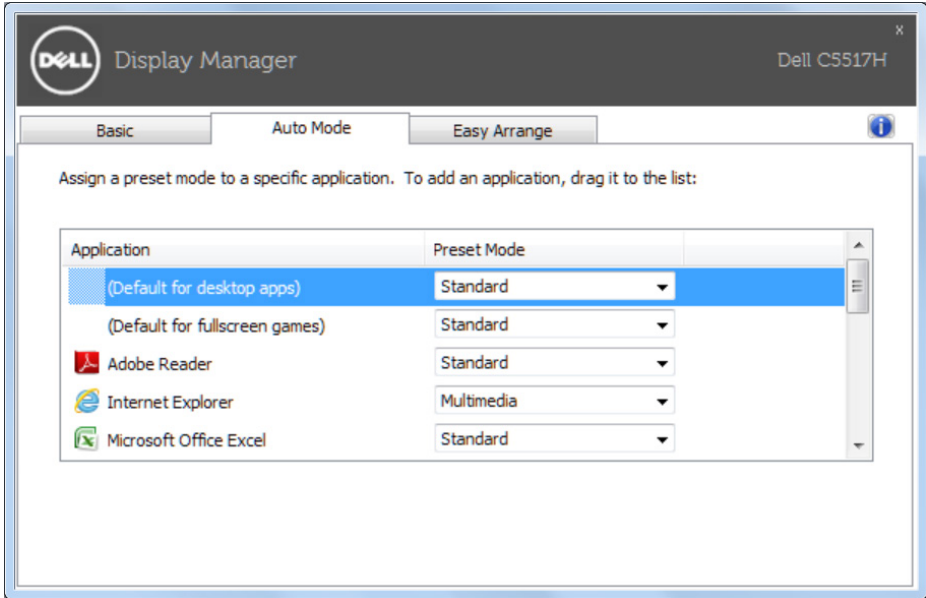 x
DELL Display Manager Dell C5517H
Basic Auto Mode Easy Arrange
Assign a preset mode to a specific application. To add an application, drag it to the list:
Application Preset Mode
(Default for desktop apps) Standard
(Default for fullscreen games) Standard
Adobe Reader Standard
Internet Explorer Multimedia
Microsoft Office Excel Standard